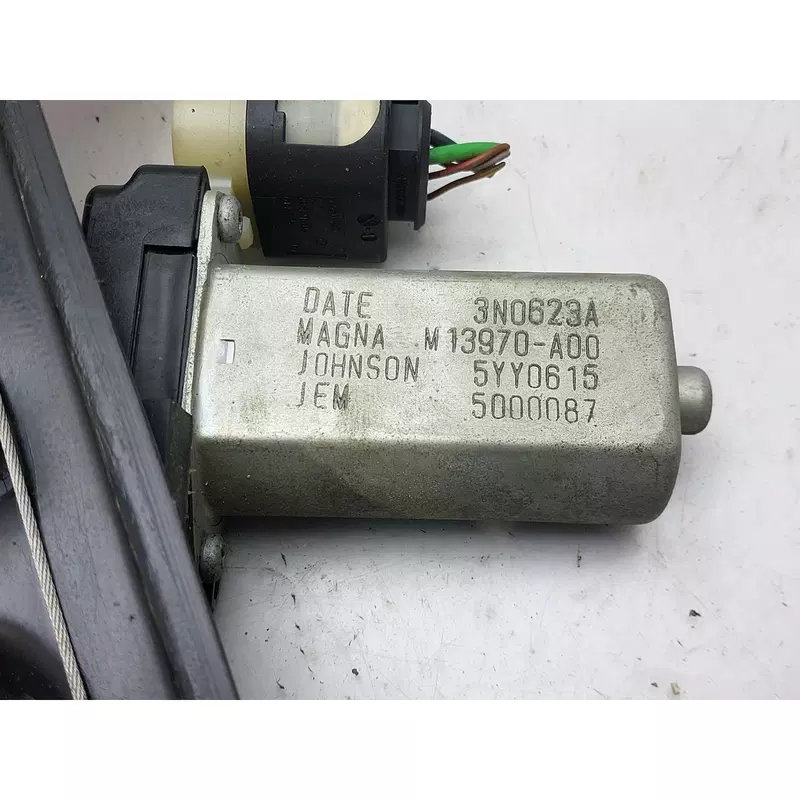 DATE 3N0623A
MAGNA M13970-A00
JOHNSON 5YY0615
JEM 5000087